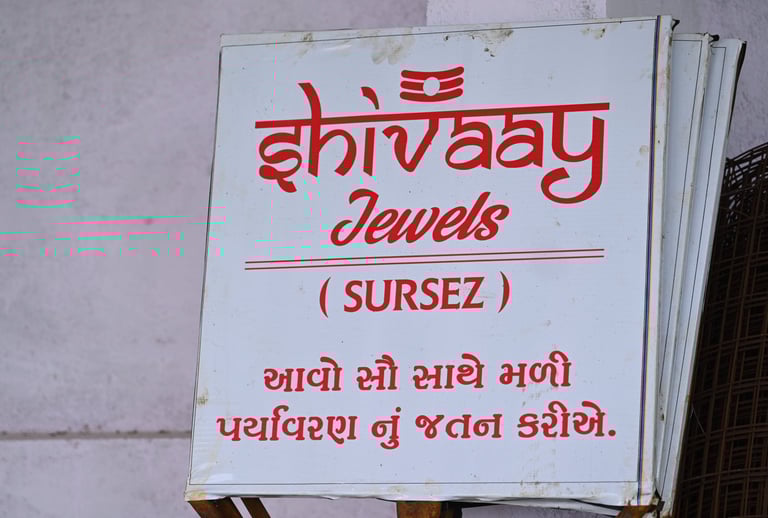 Shivaay
Jewels
( SURSEZ )
આવો સૌ સાથે મળી
પર્યાવરણ નું જતન કરીએ.